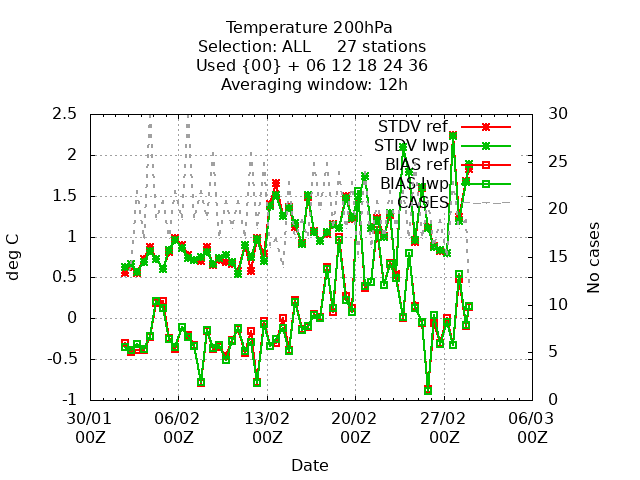 Temperature 200hPa
Selection: ALL 27 stations
Used {00} + 06 12 18 24 36
Averaging window: 12h
2.5
2
1.5
1
0.5
0
-0.5
-1
30
25
20
15
10
5
0
deg C
No cases
STDV ref
STDV lwp
BIAS ref
BIAS lwp
CASES
30/01 06/02 13/02 20/02 27/02 06/03
00Z 00Z 00Z 00Z 00Z 00Z
Date